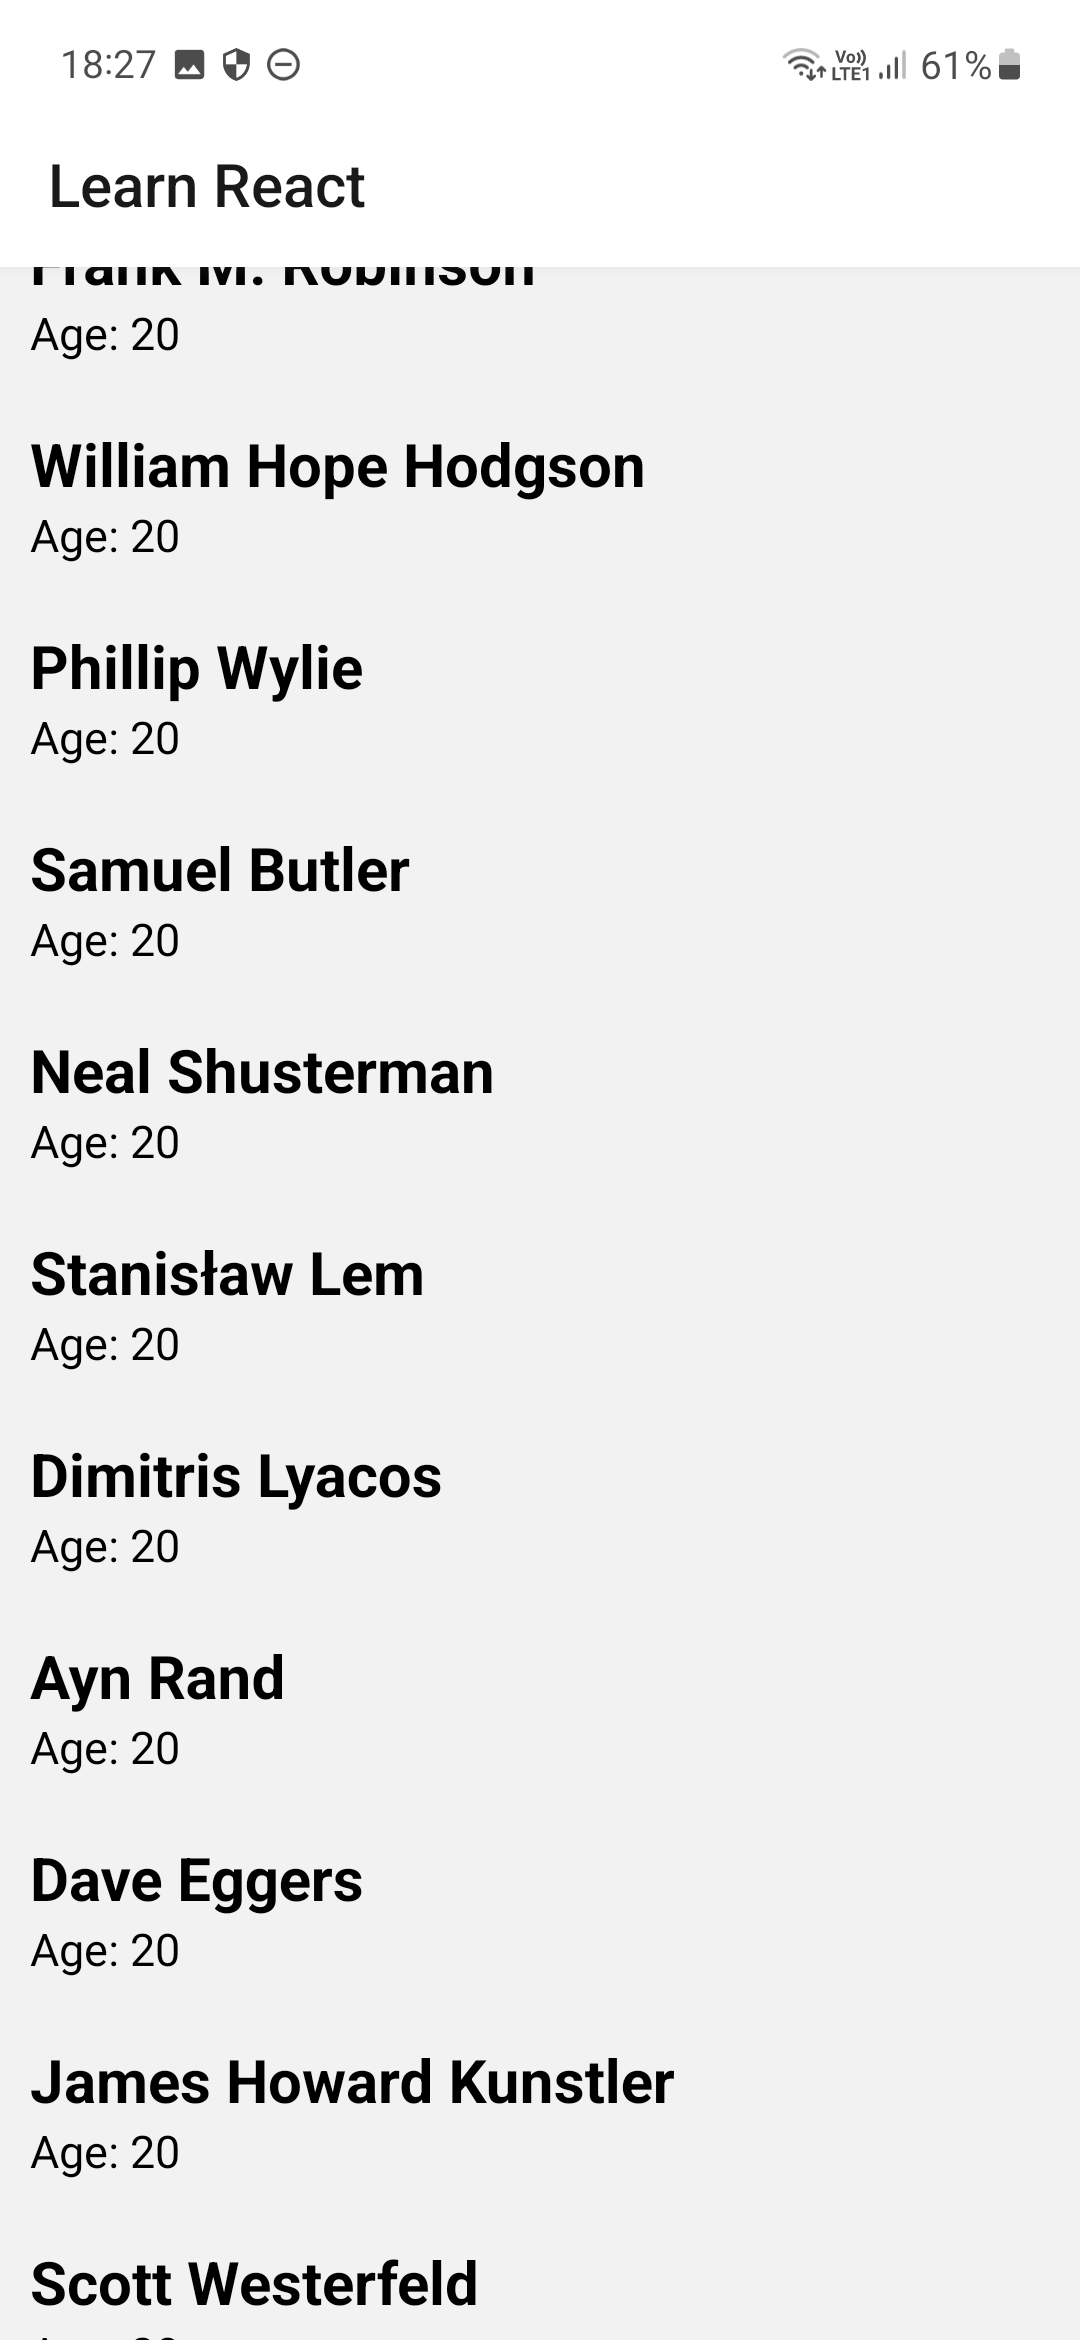 18:27 Vo)) LTE1 61%
Learn React
Frank M. Robinson
Age: 20
William Hope Hodgson
Age: 20
Phillip Wylie
Age: 20
Samuel Butler
Age: 20
Neal Shusterman
Age: 20
Stanisław Lem
Age: 20
Dimitris Lyacos
Age: 20
Ayn Rand
Age: 20
Dave Eggers
Age: 20
James Howard Kunstler
Age: 20
Scott Westerfeld